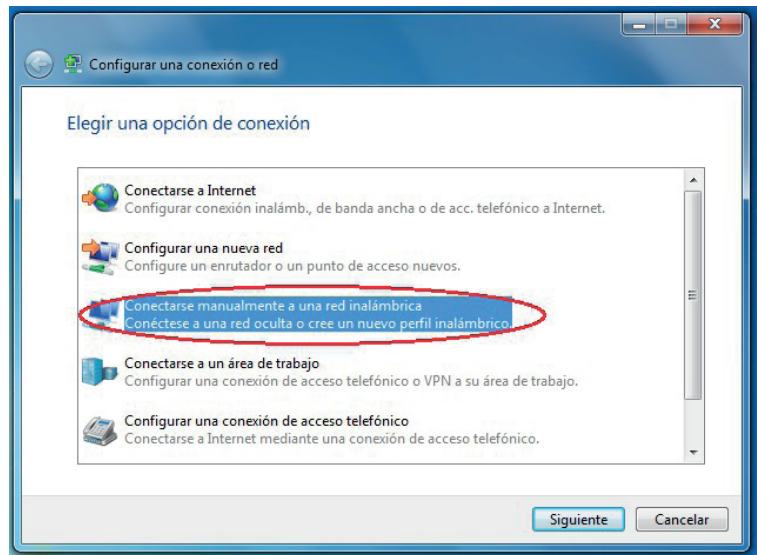 Configurar una conexión o red
Elegir una opción de conexión
Conectarse a Internet
Configurar conexión inalámb., de banda ancha o de acc. telefónico a Internet.
Configurar una nueva red
Configure un enrutador o un punto de acceso nuevos.
Conectarse manualmente a una red inalámbrica
Conéctese a una red oculta o cree un nuevo perfil inalámbrico.
Conectarse a un área de trabajo
Configurar una conexión de acceso telefónico o VPN a su área de trabajo.
Configurar una conexión de acceso telefónico
Conectarse a Internet mediante una conexión de acceso telefónico.
Siguiente
Cancelar